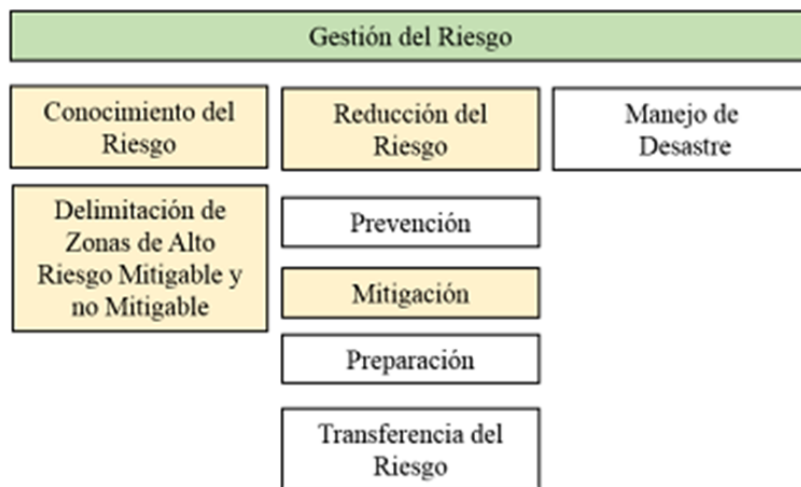 Gestión del Riesgo
Conocimiento del
Riesgo
Delimitación de
Zonas de Alto
Riesgo Mitigable y
no Mitigable
Reducción del
Riesgo
Prevención
Mitigación
Preparación
Transferencia del
Riesgo
Manejo de
Desastre